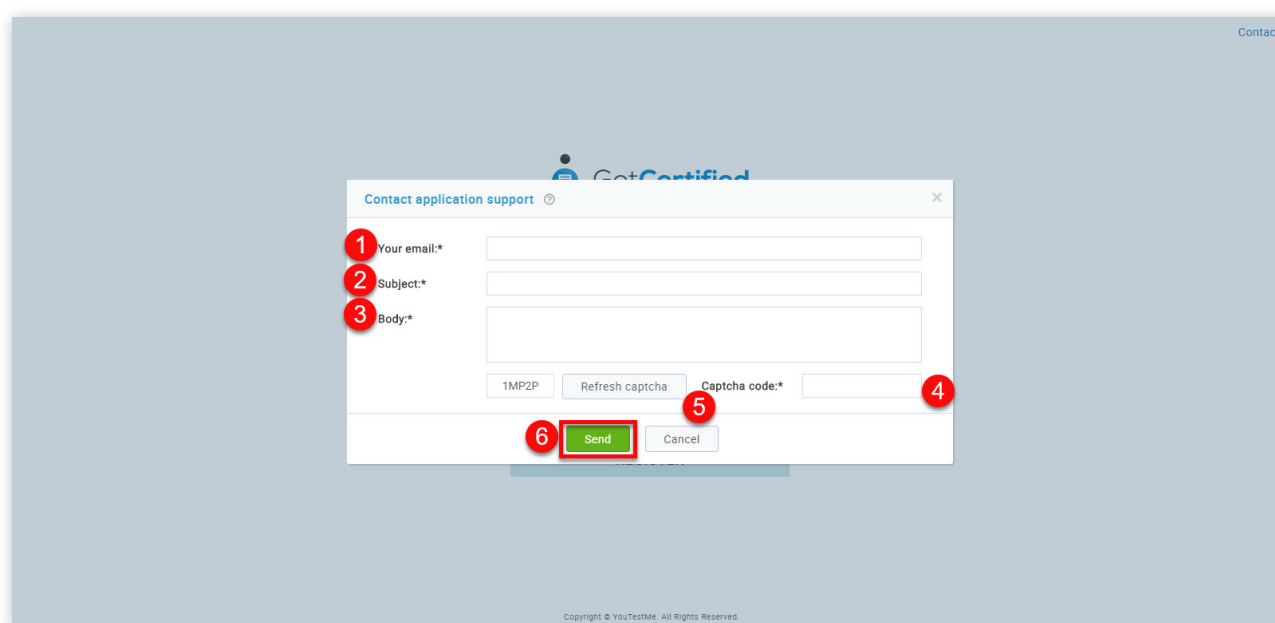 Contac
GetCertified
Contact application support ?
1 Your email:*
2 Subject:*
3 Body:*
1MP2P Refresh captcha Captcha code:* 4
5
6 Send Cancel
REGISTER
Copyright © YouTestMe. All Rights Reserved.